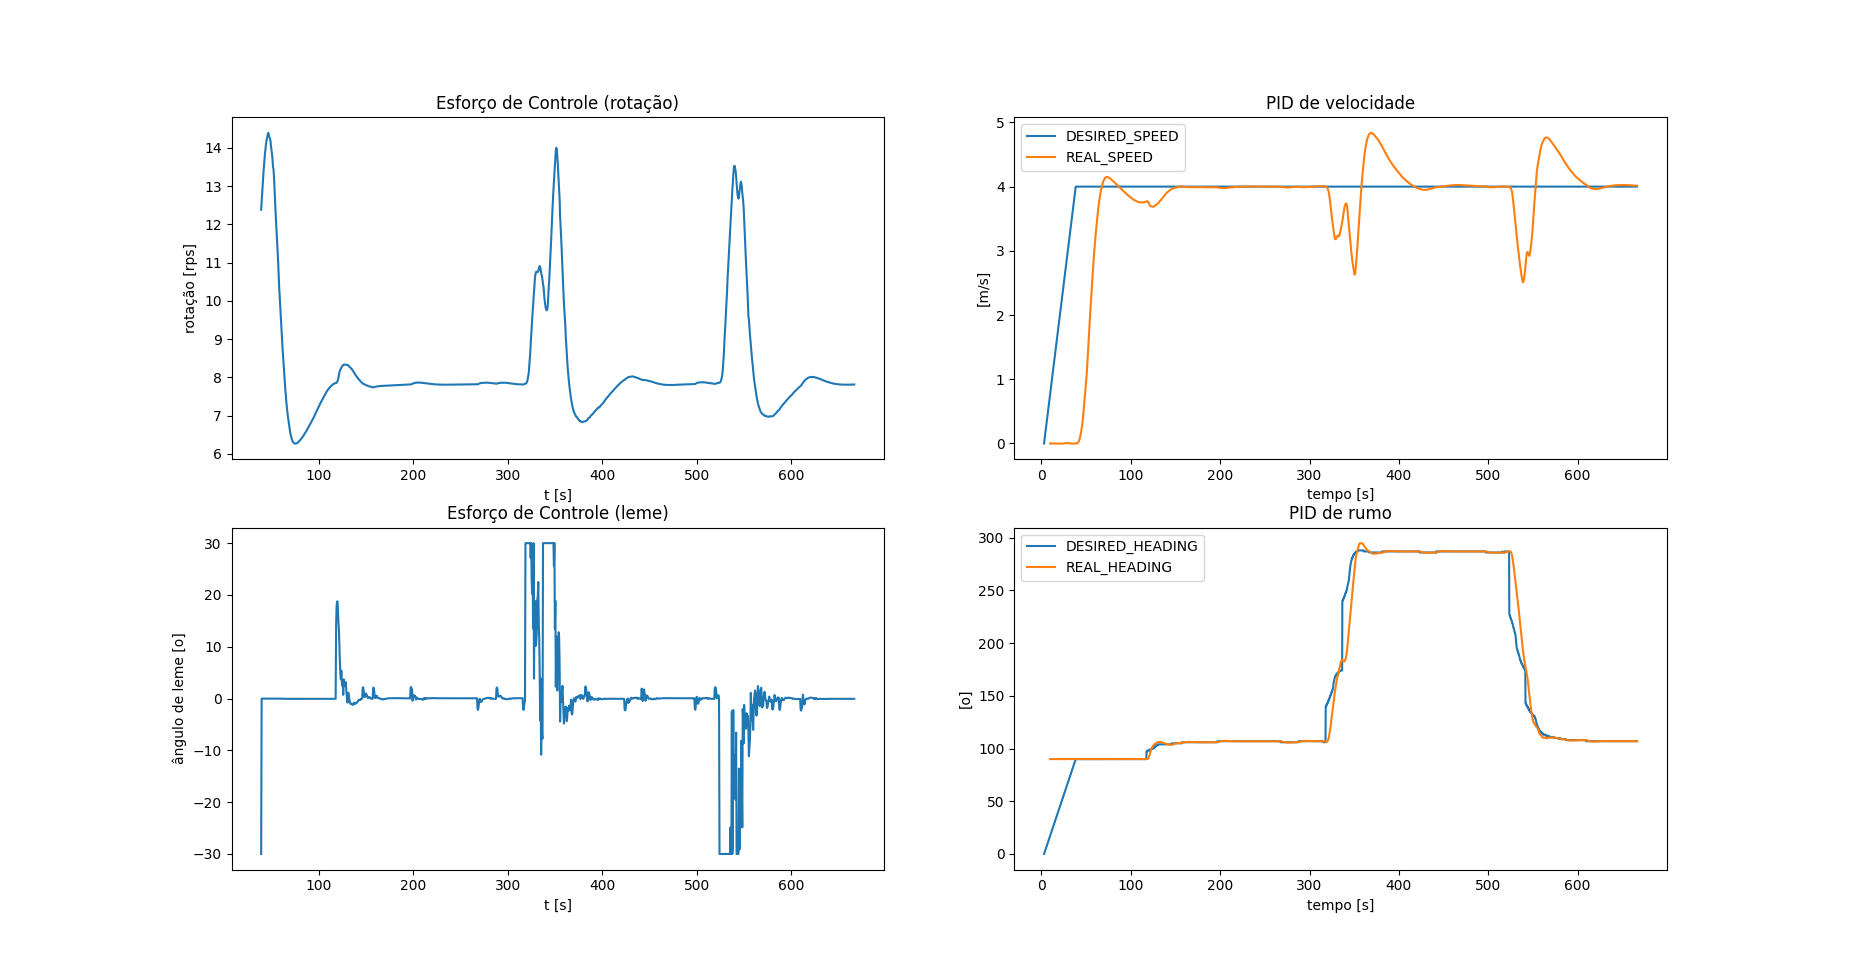 Esforço de Controle (rotação)
rotação [rps]
14
13
12
11
10
9
8
7
6
100 200 300 400 500 600
t [s]
PID de velocidade
DESIRED_SPEED
REAL_SPEED
[m/s]
5
4
3
2
1
0
0 100 200 300 400 500 600
tempo [s]
Esforço de Controle (leme)
ângulo de leme [o]
30
20
10
0
−10
−20
−30
100 200 300 400 500 600
t [s]
PID de rumo
DESIRED_HEADING
REAL_HEADING
[o]
300
250
200
150
100
50
0
0 100 200 300 400 500 600
tempo [s]